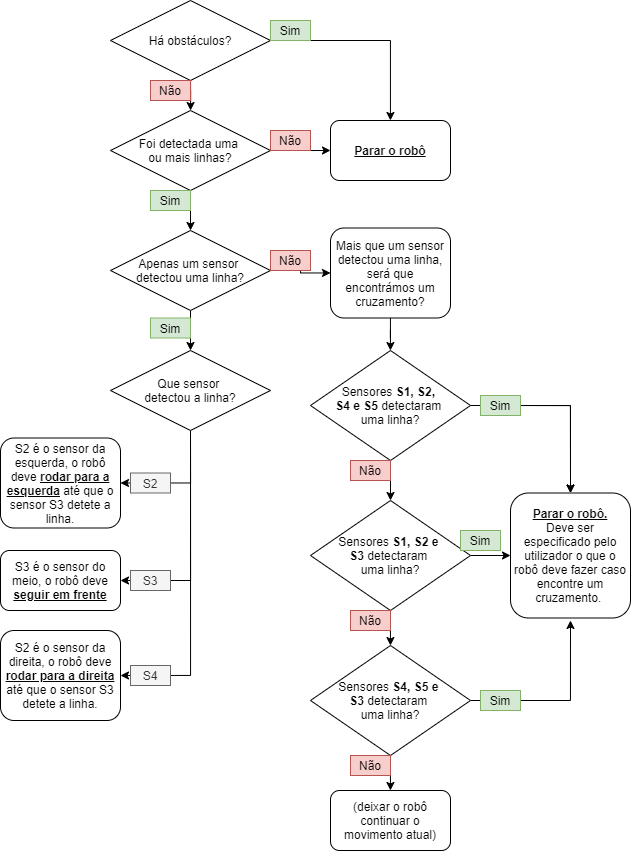 Há obstáculos?
Sim
Não
Foi detectada uma
ou mais linhas?
Não
Parar o robô
Sim
Apenas um sensor
detectou uma linha?
Não
Mais que um sensor
detectou uma linha,
será que
encontrámos um
cruzamento?
Sim
Que sensor
detectou a linha?
Sensores S1, S2,
S4 e S5 detectaram
uma linha?
Sim
Não
S2 é o sensor da
esquerda, o robô
deve rodar para a
esquerda até que o
sensor S3 detete a
linha.
S2
S3 é o sensor do
meio, o robô deve
seguir em frente
S3
S2 é o sensor da
direita, o robô deve
rodar para a direita
até que o sensor S3
detete a linha.
S4
Sensores S1, S2 e
S3 detectaram
uma linha?
Sim
Parar o robô.
Deve ser
especificado pelo
utilizador o que o
robô deve fazer caso
encontre um
cruzamento.
Não
Sensores S4, S5 e
S3 detectaram
uma linha?
Sim
Não
(deixar o robô
continuar o
movimento atual)